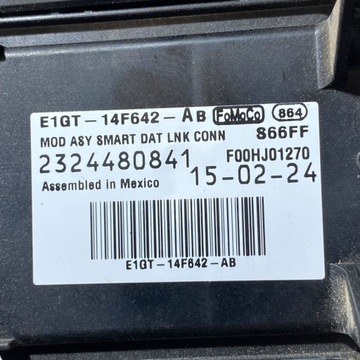 E1GT-14F642-AB FoMoCo 864
MOD ASY SMART DAT LNK CONN S66FF
2324480841 F00HJ01270
Assembled in Mexico 15-02-24
E1GT-14F642-AB